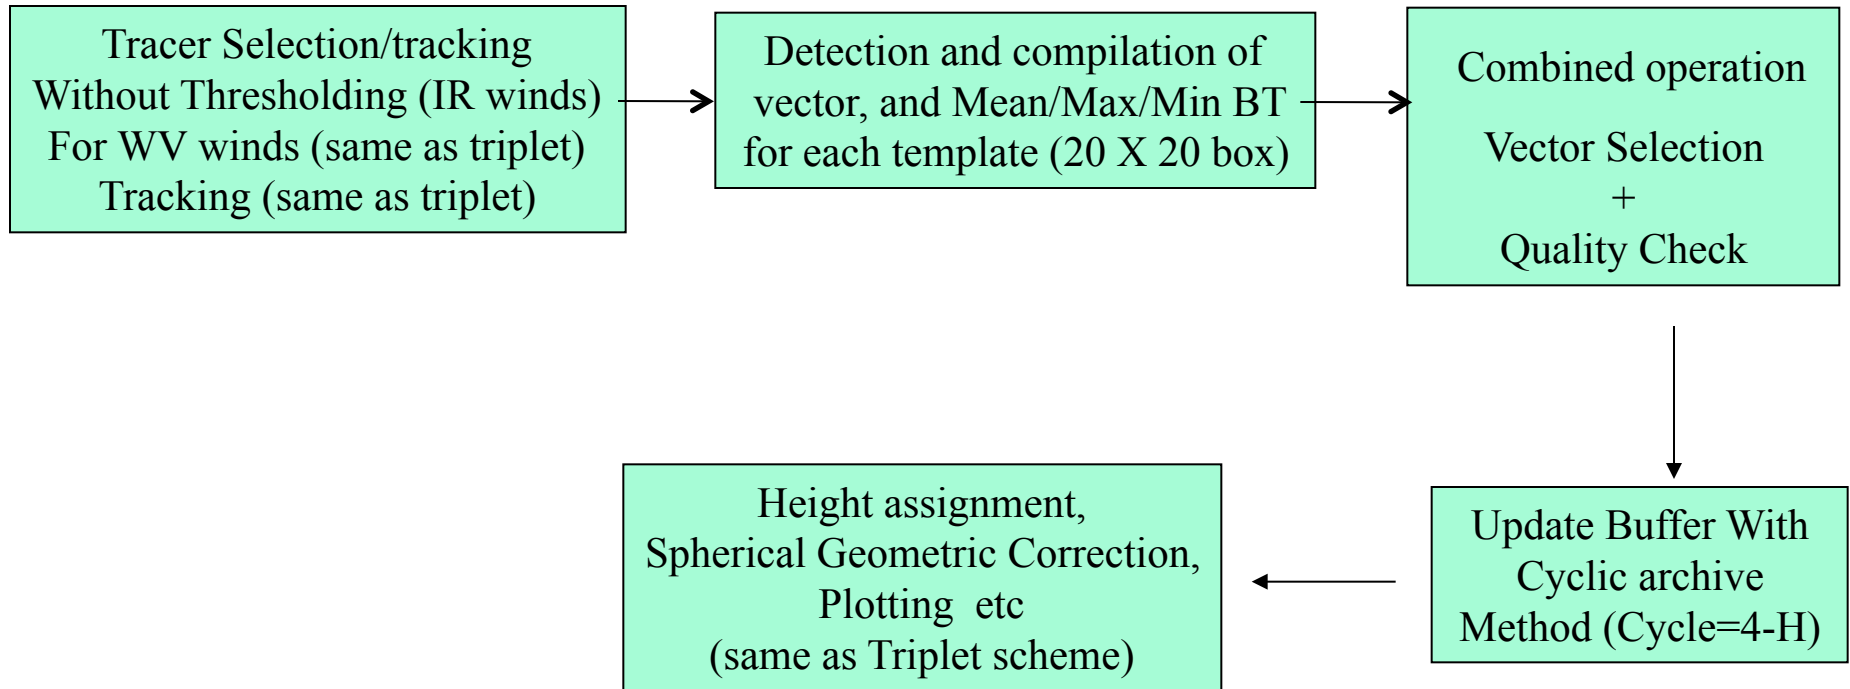 Tracer Selection/tracking
Without Thresholding (IR winds)
For WV winds (same as triplet)
Tracking (same as triplet)
Detection and compilation of
vector, and Mean/Max/Min BT
for each template (20 X 20 box)
Combined operation
Vector Selection
+
Quality Check
Update Buffer With
Cyclic archive
Method (Cycle=4-H)
Height assignment,
Spherical Geometric Correction,
Plotting etc
(same as Triplet scheme)